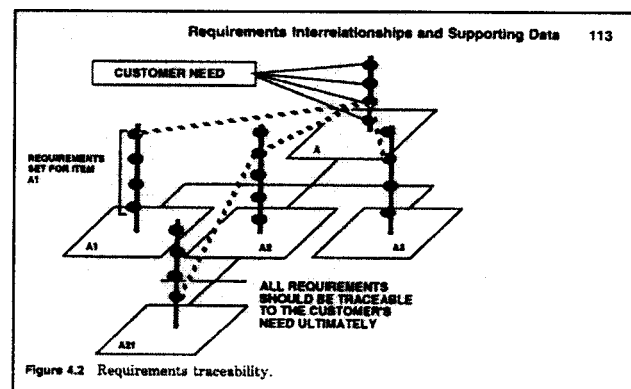 Requirements Interrelationships and Supporting Data 113
CUSTOMER NEED
REQUIREMENTS
SET FOR ITEM
A1
A
A1
A2
A3
ALL REQUIREMENTS
SHOULD BE TRACEABLE
TO THE CUSTOMER'S
NEED ULTIMATELY
A21
Figure 4.2 Requirements traceability.